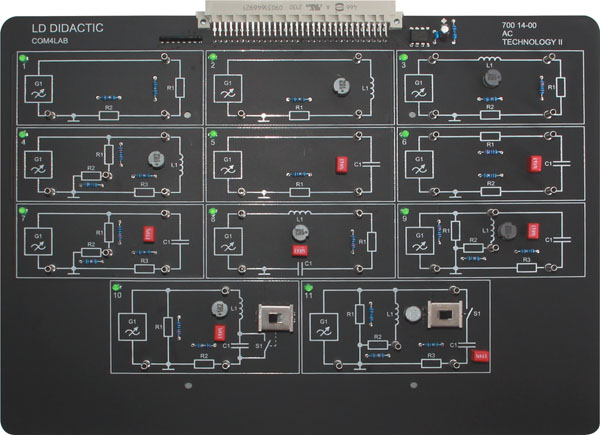 LD DIDACTIC
COM4LAB
700 14-00
AC
TECHNOLOGY II
1
G1
R1
R2
2
G1
L1
R1
3
G1
L1
R1
4
G1
R1
R2
R3
L1
5
G1
C1
R1
6
G1
R1
C1
R2
7
G1
R1
R2
R3
C1
8
G1
L1
R1
C1
9
G1
R1
L1
R2
C1
R3
10
G1
R1
L1
C1
R2
S1
11
G1
R1
L1
R2
S1
C1
R3